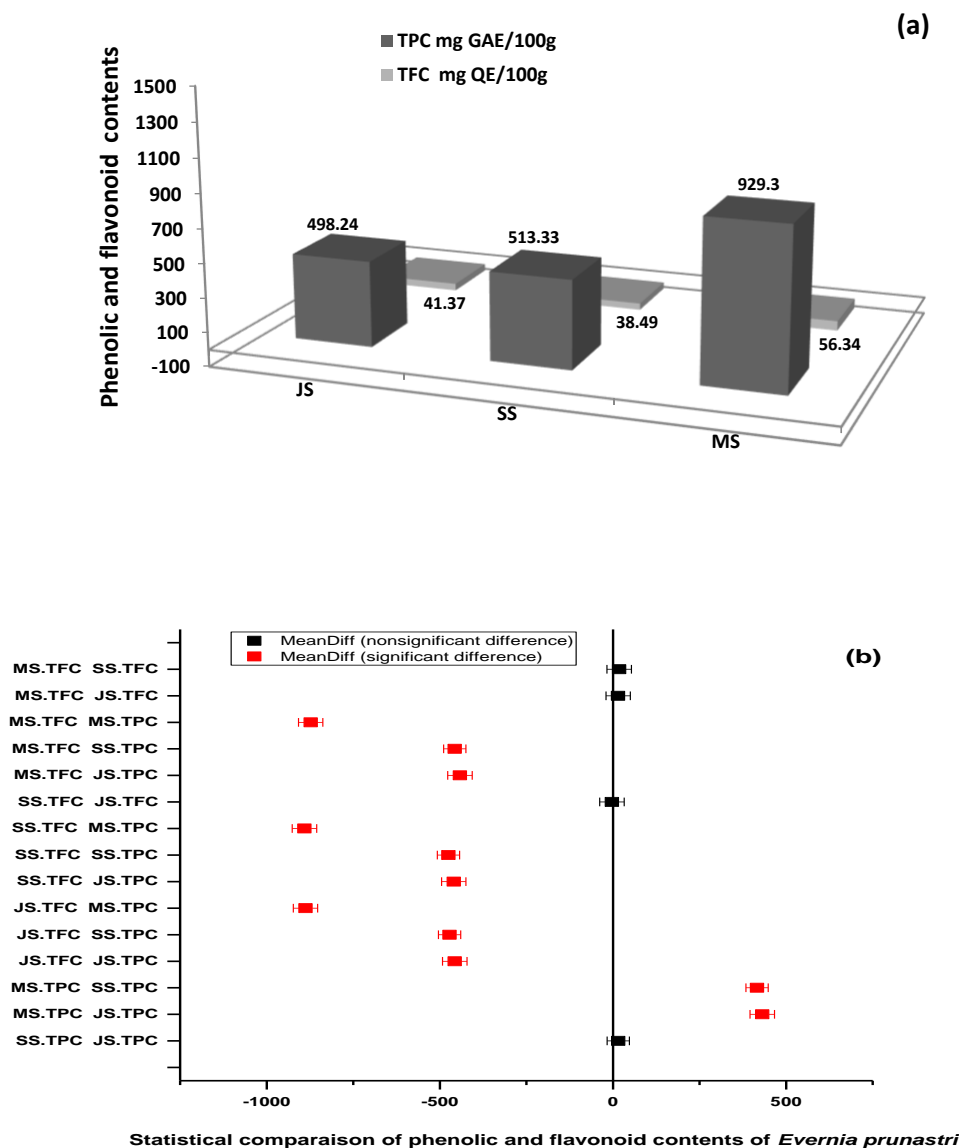 (a)
TPC mg GAE/100g
TFC mg QE/100g
Phenolic and flavonoid contents
1500
1300
1100
900
700
500
300
100
-100
498.24
41.37
513.33
38.49
929.3
56.34
JS
SS
MS
MeanDiff (nonsignificant difference)
MeanDiff (significant difference)
(b)
MS.TFC SS.TFC
MS.TFC JS.TFC
MS.TFC MS.TPC
MS.TFC SS.TPC
MS.TFC JS.TPC
SS.TFC JS.TFC
SS.TFC MS.TPC
SS.TFC SS.TPC
SS.TFC JS.TPC
JS.TFC MS.TPC
JS.TFC SS.TPC
JS.TFC JS.TPC
MS.TPC SS.TPC
MS.TPC JS.TPC
SS.TPC JS.TPC
-1000 -500 0 500
Statistical comparaison of phenolic and flavonoid contents of Evernia prunastri